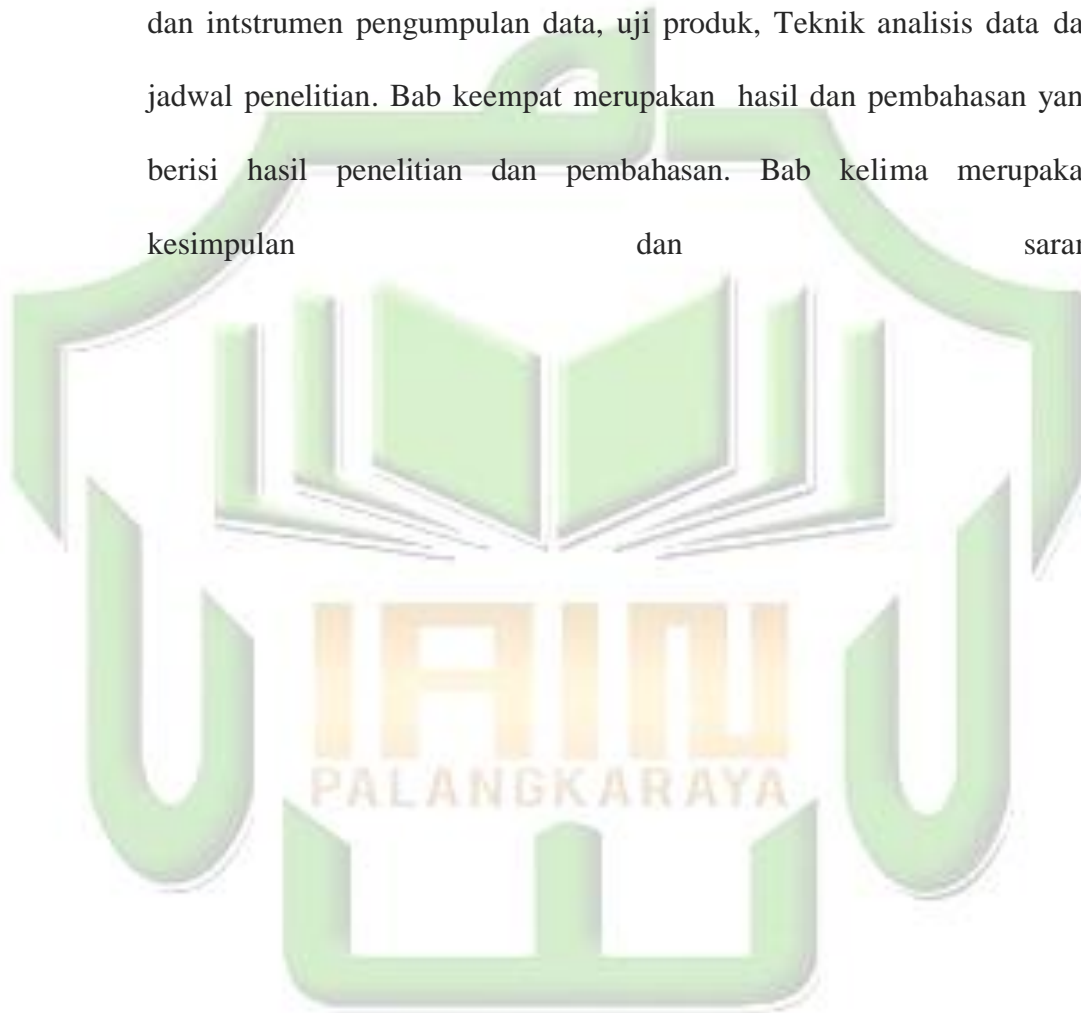 dan intstrumen pengumpulan data, uji produk, Teknik analisis data da
jadwal penelitian. Bab keempat merupakan hasil dan pembahasan yan
berisi hasil penelitian dan pembahasan. Bab kelima merupaka
kesimpulan dan saran
IAIN
PALANGKARAYA